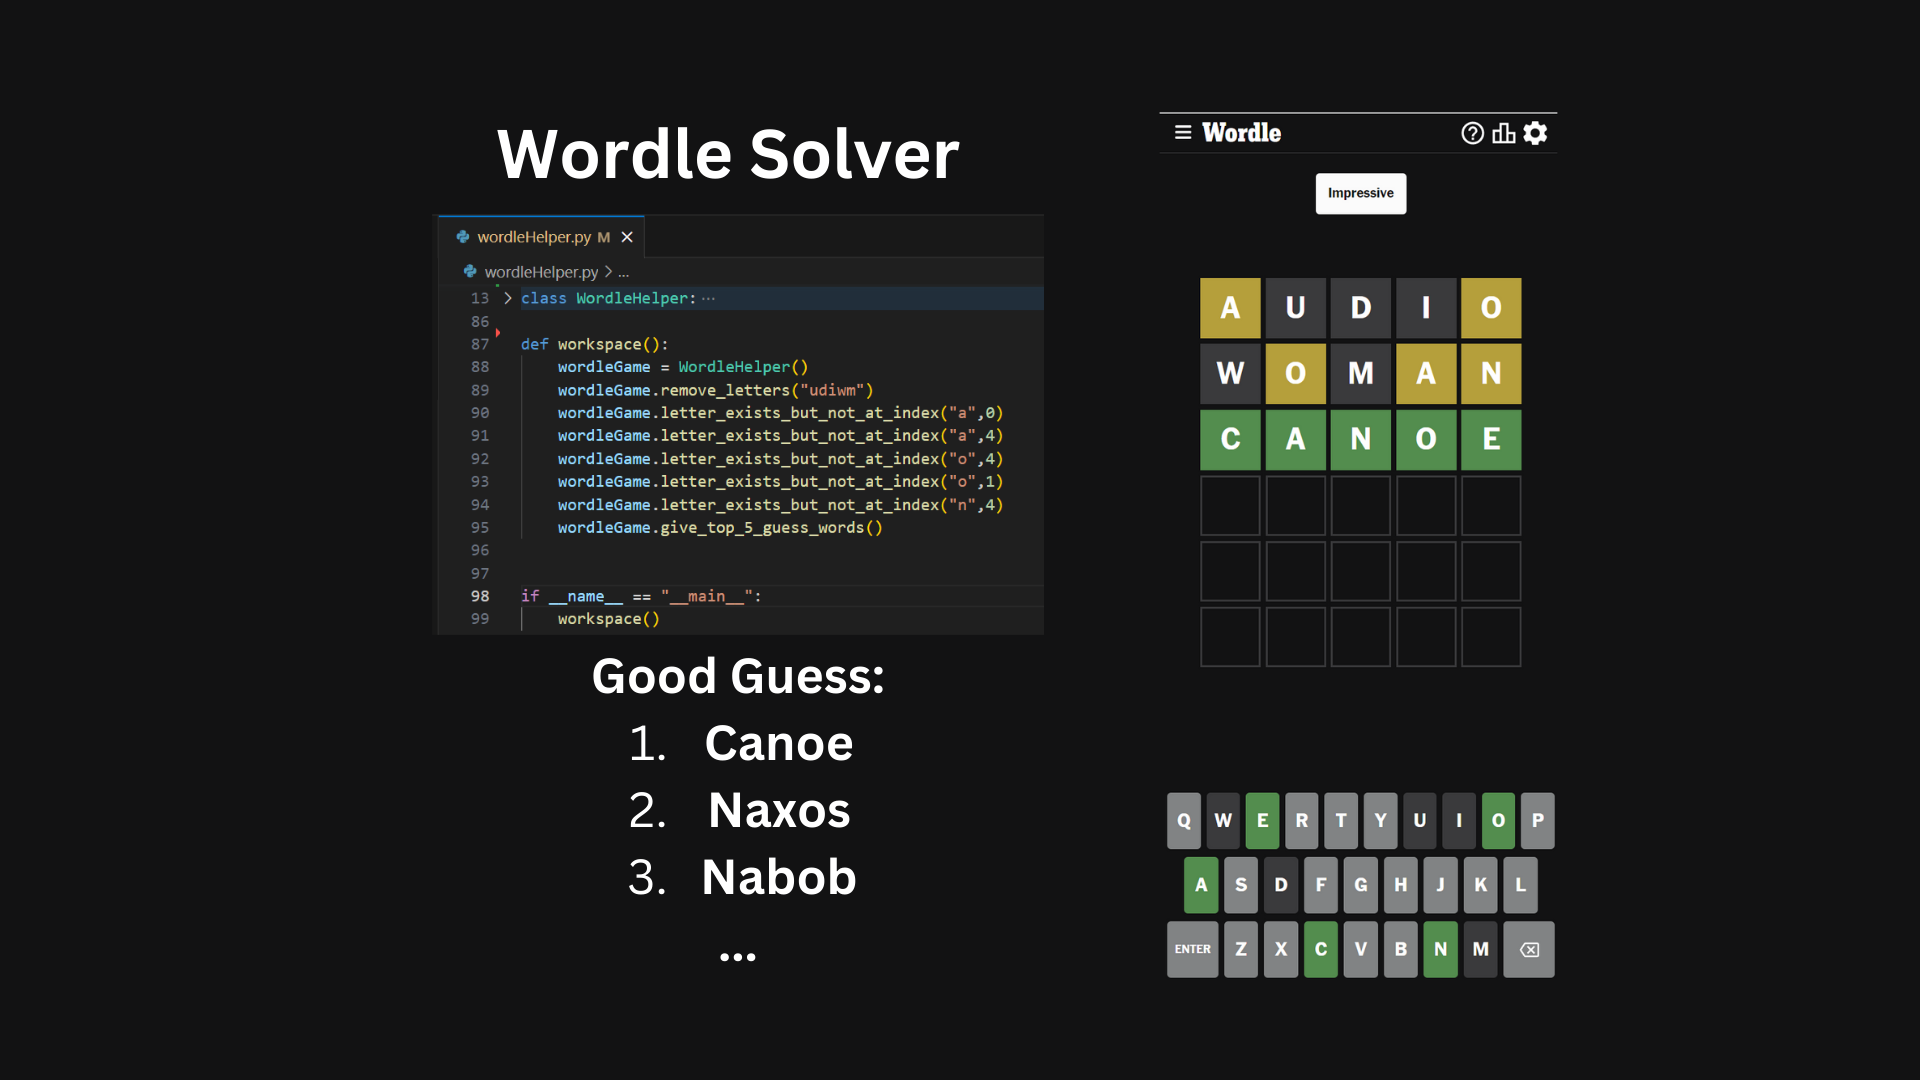 Wordle Solver
wordleHelper.py M
wordleHelper.py > ...
13 > class WordleHelper: ...
86
87 def workspace():
88 wordleGame = WordleHelper()
89 wordleGame.remove_letters("udiwm")
90 wordleGame.letter_exists_but_not_at_index("a",0)
91 wordleGame.letter_exists_but_not_at_index("a",4)
92 wordleGame.letter_exists_but_not_at_index("o",4)
93 wordleGame.letter_exists_but_not_at_index("o",1)
94 wordleGame.letter_exists_but_not_at_index("n",4)
95 wordleGame.give_top_5_guess_words()
96
97
98 if __name__ == "__main__":
99 workspace()
Good Guess:
1. Canoe
2. Naxos
3. Nabob
...
Wordle
Impressive
A U D I O
W O M A N
C A N O E
Q W E R T Y U I O P
A S D F G H J K L
ENTER Z X C V B N M